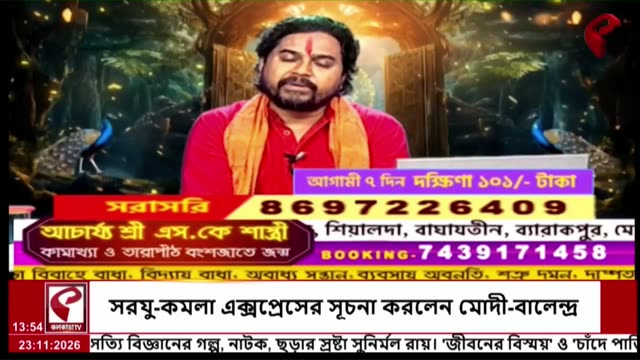 আগামী ৭ দিন দক্ষিণা ১০১/- টাকা
সরাসরি 8697226409
আচার্য্য শ্রী এস.কে শাস্ত্রী
কামাখ্যা ও তারাপীঠ বংশজাতে জন্ম
, শিয়ালদা, বাঘাযতীন, ব্যারাকপুর,
BOOKING-7439171458
বিবাহে বাধা, বিদ্যায় বাধা, অবাধ্য সন্তান, ব্যবসায় অবনতি, শত্রু দমন,
সরযু-কমলা এক্সপ্রেসের সূচনা করলেন মোদী-বালেন্দ্র
কলকাতা TV
13:54
23:11:2026
সত্যি বিজ্ঞানের গল্প, নাটক, ছড়ার স্রষ্টা সুনির্মল রায়। 'জীবনের বিস্ময়' ও 'চাঁদে